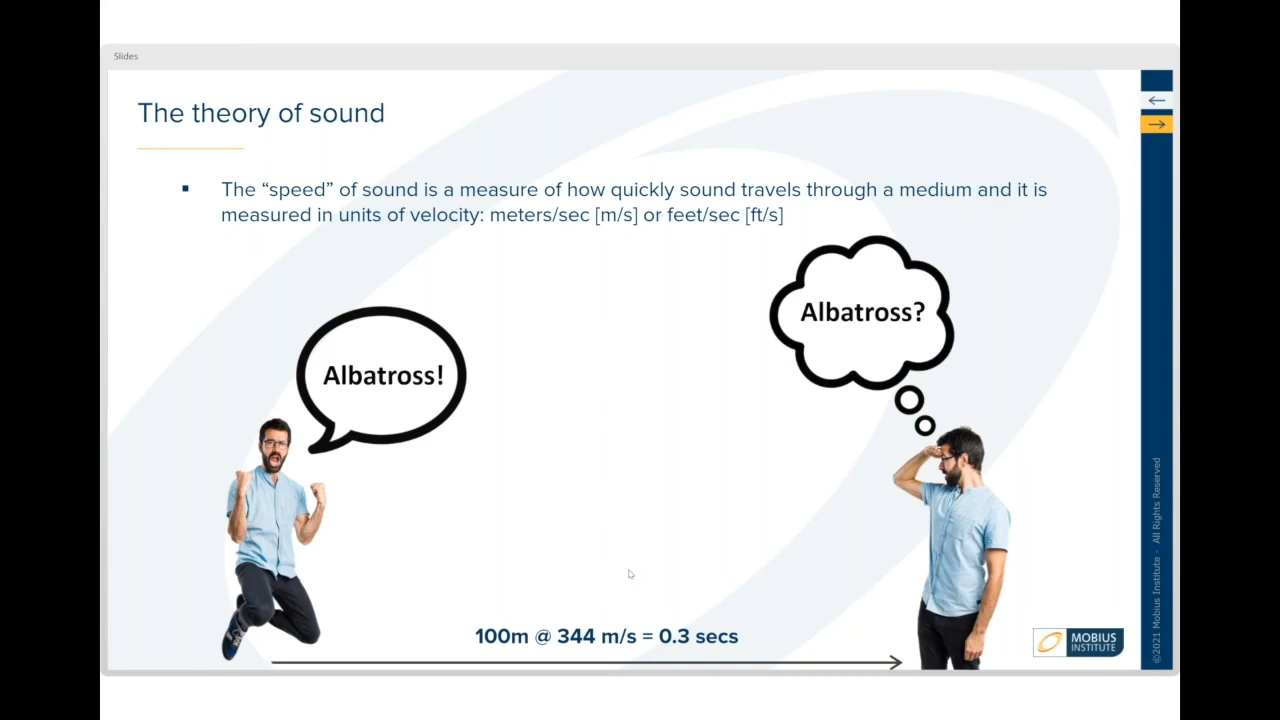 Slides
The theory of sound
▪ The “speed” of sound is a measure of how quickly sound travels through a medium and it is
measured in units of velocity: meters/sec [m/s] or feet/sec [ft/s]
Albatross!
Albatross?
100m @ 344 m/s = 0.3 secs
MOBIUS
INSTITUTE
©2021 Mobius Institute - All Rights Reserved